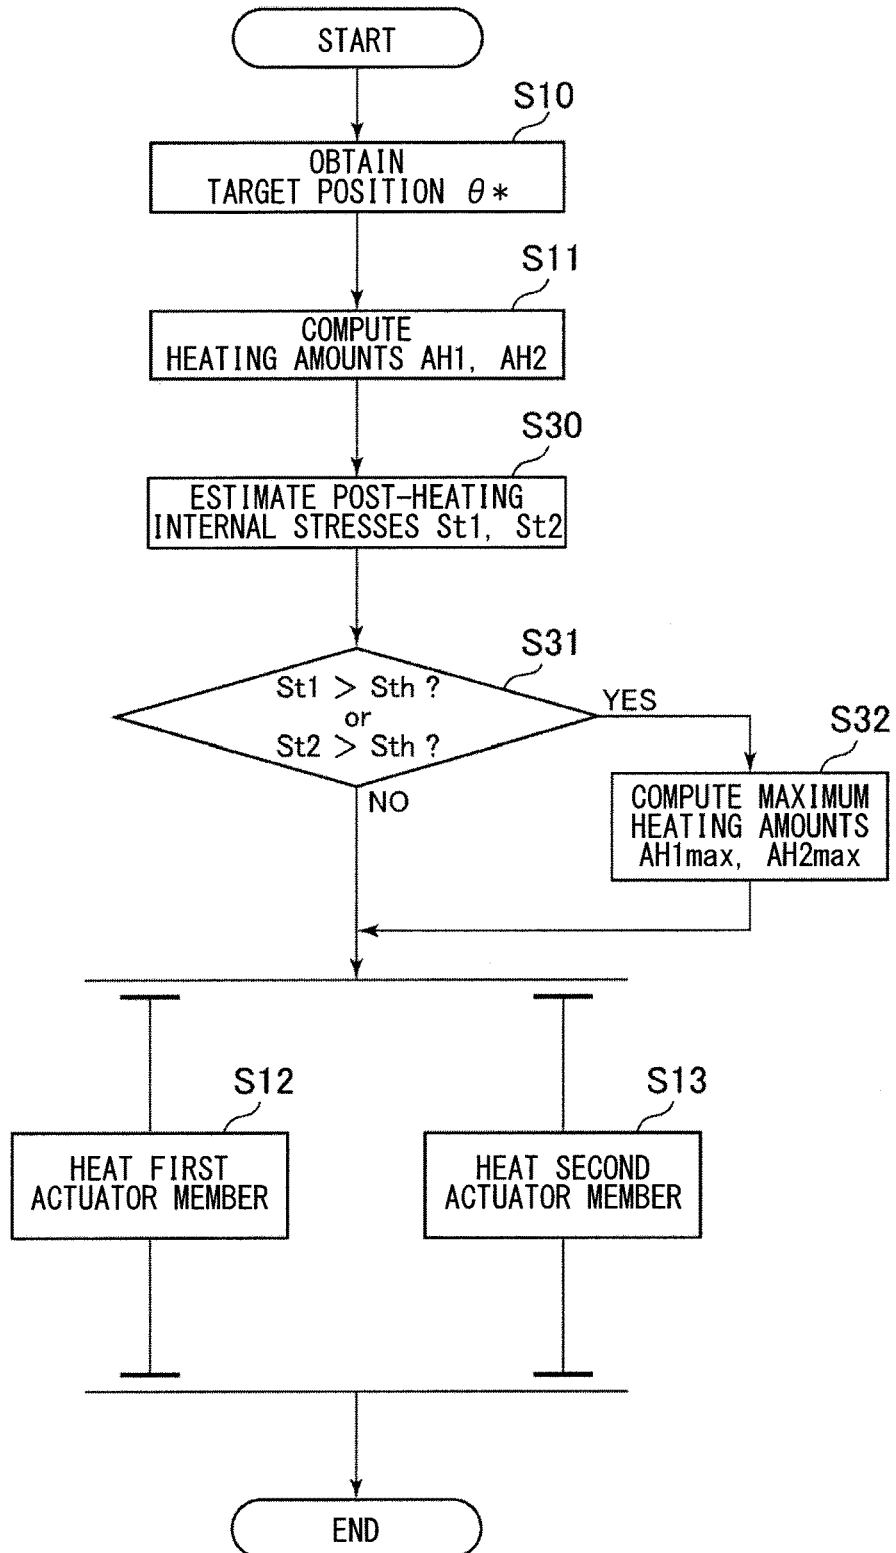 START
S10
OBTAIN
TARGET POSITION θ*
S11
COMPUTE
HEATING AMOUNTS AH1, AH2
S30
ESTIMATE POST-HEATING
INTERNAL STRESSES St1, St2
S31
St1 > Sth ?
or
St2 > Sth ?
YES
NO
S32
COMPUTE MAXIMUM
HEATING AMOUNTS
AH1max, AH2max
S12
HEAT FIRST
ACTUATOR MEMBER
S13
HEAT SECOND
ACTUATOR MEMBER
END